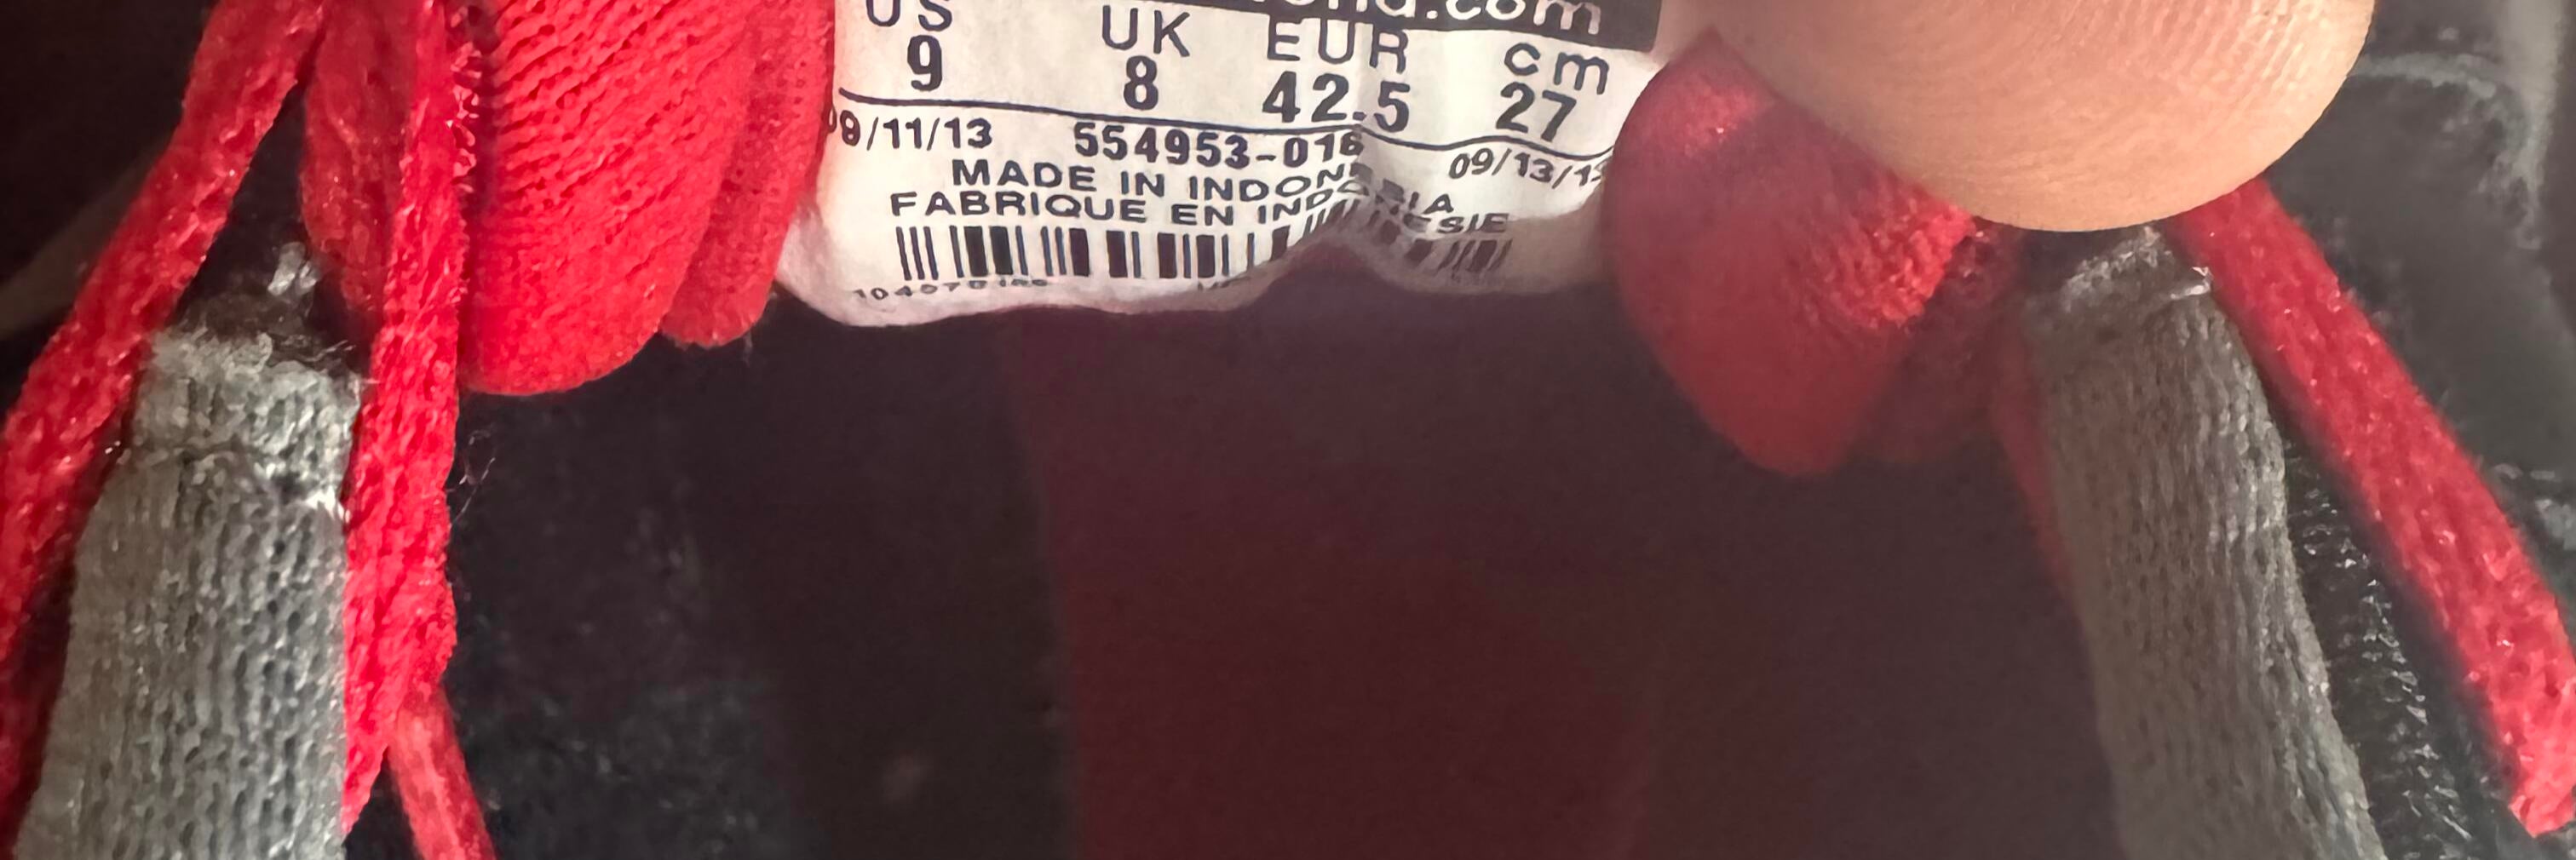 US UK EUR cm
9 8 42.5 27
09/11/13 554953-016 09/13/13
MADE IN INDONESIA
FABRIQUE EN INDONESIE